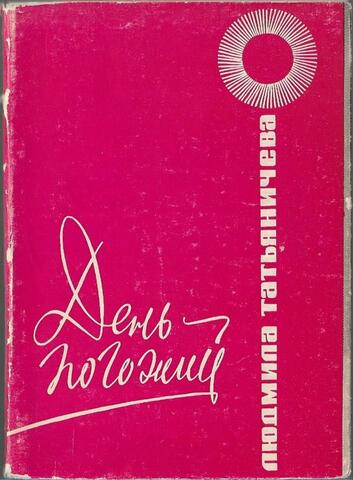 Людмила Татьяничева
День
погожий